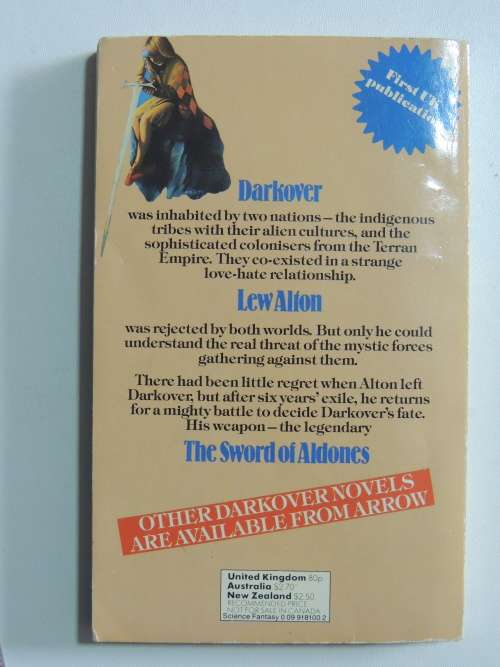 First UK
publication
Darkover
was inhabited by two nations – the indigenous
tribes with their alien cultures, and the
sophisticated colonisers from the Terran
Empire. They co-existed in a strange
love-hate relationship.
Lew Alton
was rejected by both worlds. But only he could
understand the real threat of the mystic forces
gathering against them.
There had been little regret when Alton left
Darkover, but after six years' exile, he returns
for a mighty battle to decide Darkover's fate.
His weapon – the legendary
The Sword of Aldones
OTHER DARKOVER NOVELS
ARE AVAILABLE FROM ARROW
United Kingdom 80p
Australia $2.70*
New Zealand $2.50
RECOMMENDED PRICE
NOT FOR SALE IN CANADA
Science Fantasy 0 09 918100 2